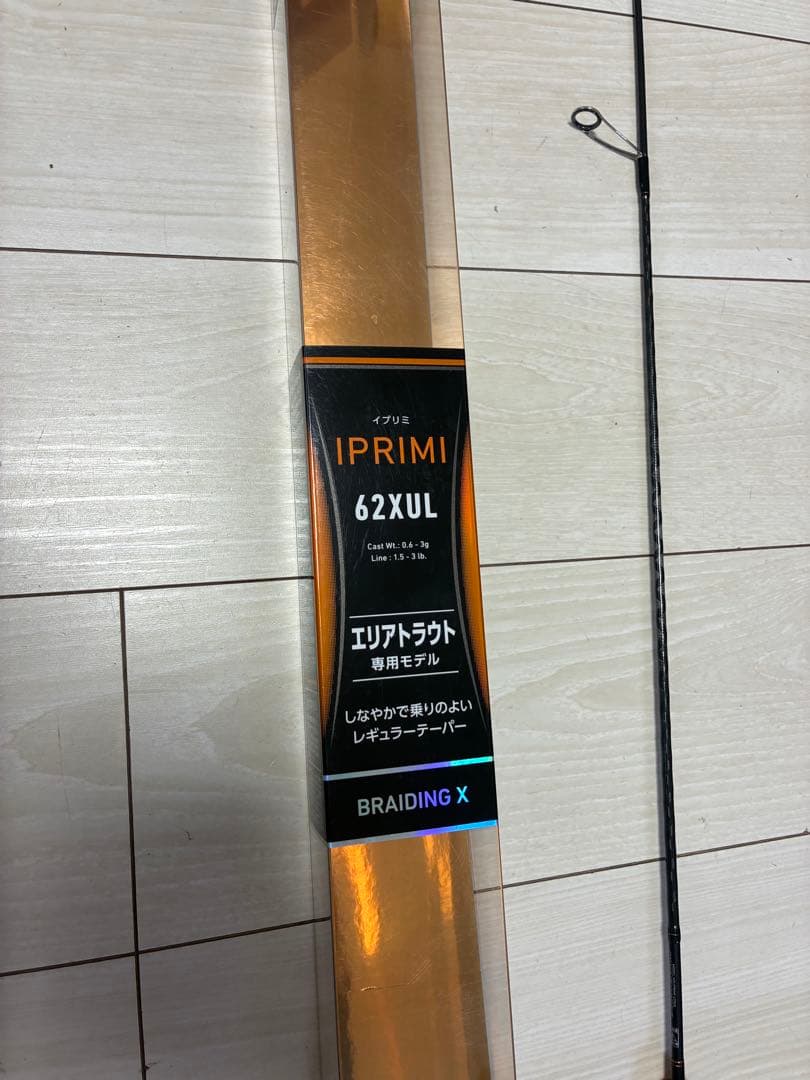 イプリミ
IPRIMI
62XUL
Cast Wt.: 0.6 - 3g
Line : 1.5 - 3 lb.
エリアトラウト
専用モデル
しなやかで乗りのよい
レギュラーテーパー
BRAIDING X